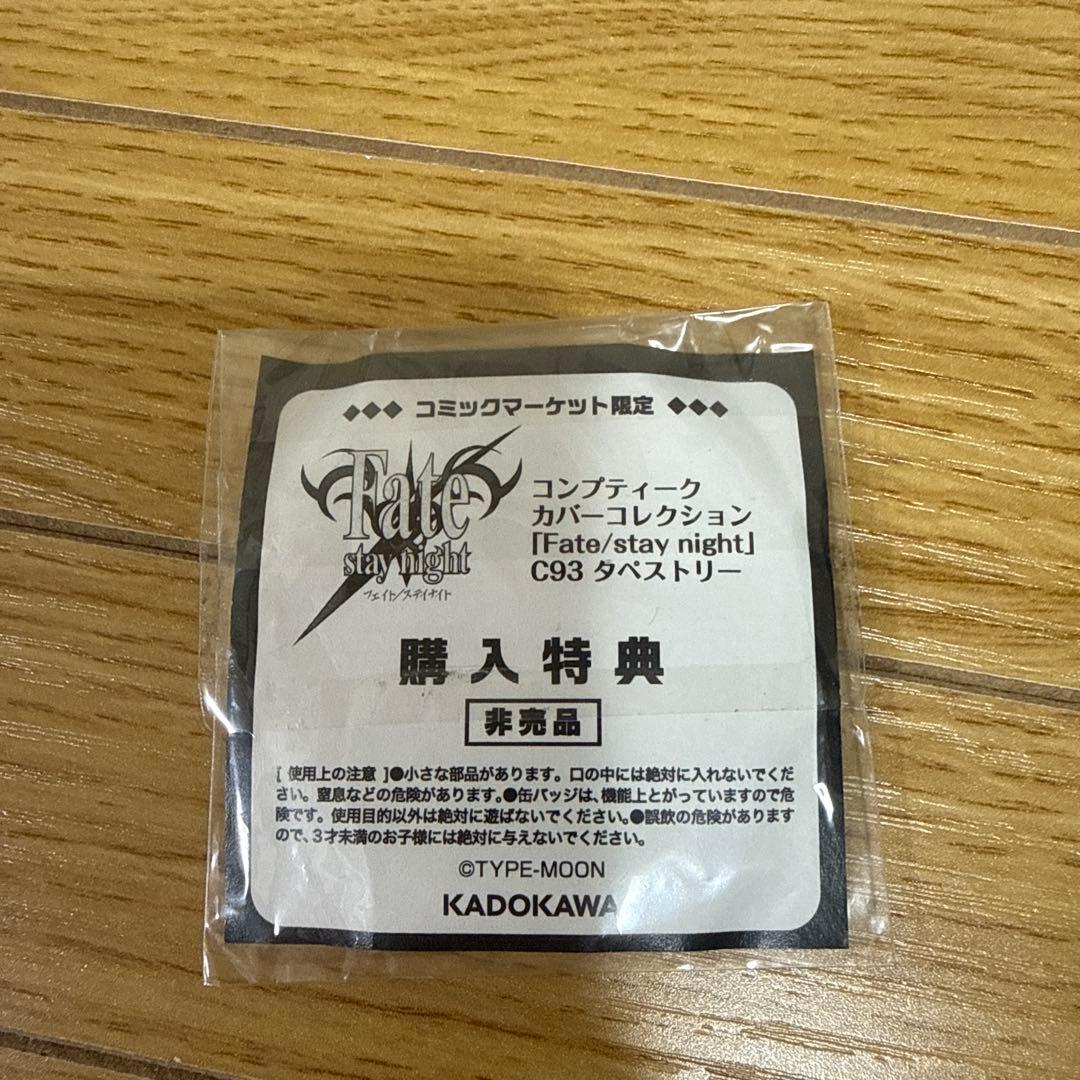 ◆◆◆ コミックマーケット限定 ◆◆◆
Fate
stay night
フェイト/ステイナイト
コンプティーク
カバーコレクション
「Fate/stay night」
C93 タペストリー
購入特典
非売品
[ 使用上の注意 ]●小さな部品があります。口の中には絶対に入れないでくだ
さい。窒息などの危険があります。●缶バッジは、機能上とがっていますので危
険です。使用目的以外は絶対に遊ばないでください。●誤飲の危険があります
ので、3才未満のお子様には絶対に与えないでください。
©TYPE-MOON
KADOKAWA